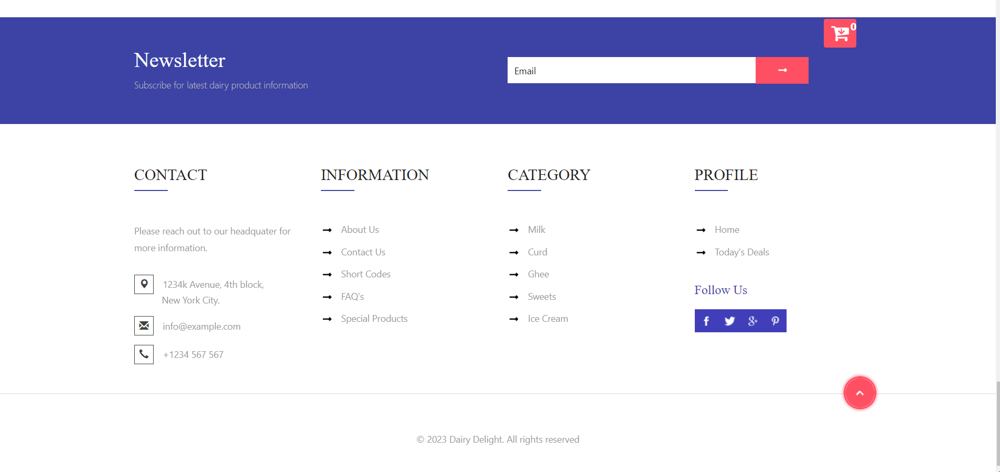 0
Newsletter
Subscribe for latest dairy product information
Email
CONTACT
Please reach out to our headquater for
more information.
1234k Avenue, 4th block,
New York City.
info@example.com
+1234 567 567
INFORMATION
About Us
Contact Us
Short Codes
FAQ's
Special Products
CATEGORY
Milk
Curd
Ghee
Sweets
Ice Cream
PROFILE
Home
Today's Deals
Follow Us
© 2023 Dairy Delight. All rights reserved